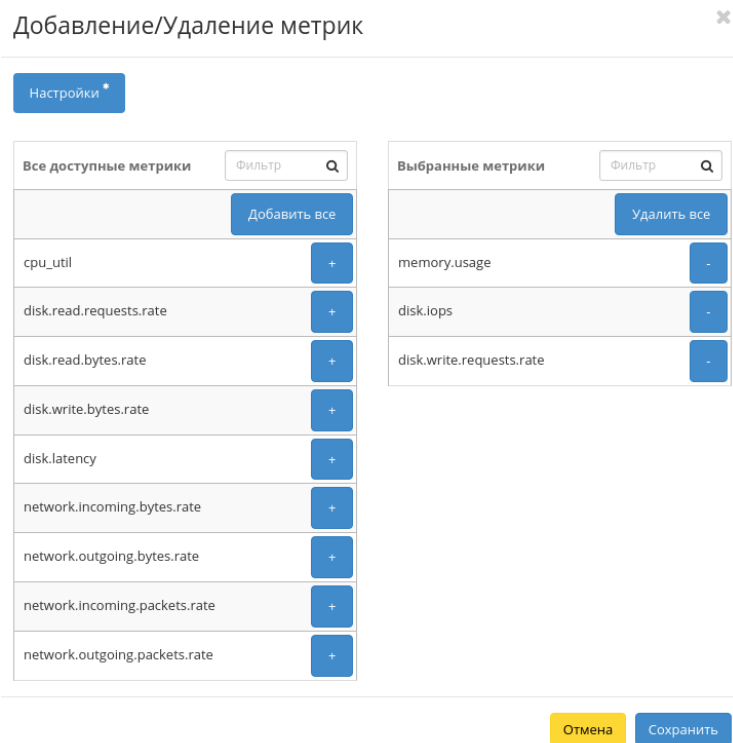 Добавление/Удаление метрик
×
Настройки *
Все доступные метрики Фильтр
Добавить все
cpu_util +
disk.read.requests.rate +
disk.read.bytes.rate +
disk.write.bytes.rate +
disk.latency +
network.incoming.bytes.rate +
network.outgoing.bytes.rate +
network.incoming.packets.rate +
network.outgoing.packets.rate +
Выбранные метрики Фильтр
Удалить все
memory.usage -
disk.iops -
disk.write.requests.rate -
Отмена Сохранить